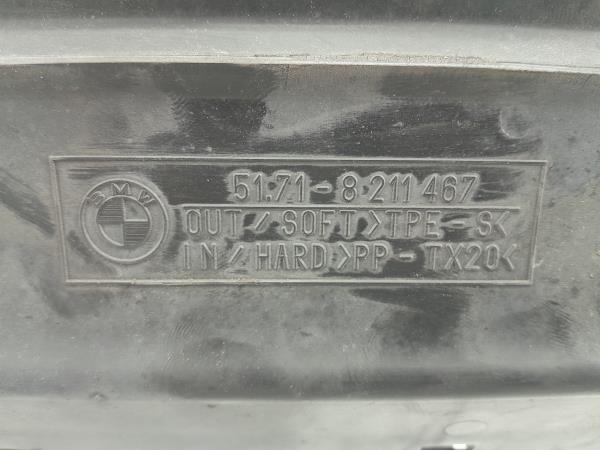 BMW
51.71-8 211 467
OUT/SOFT >TPE-S<
IN/HARD >PP-TX20<